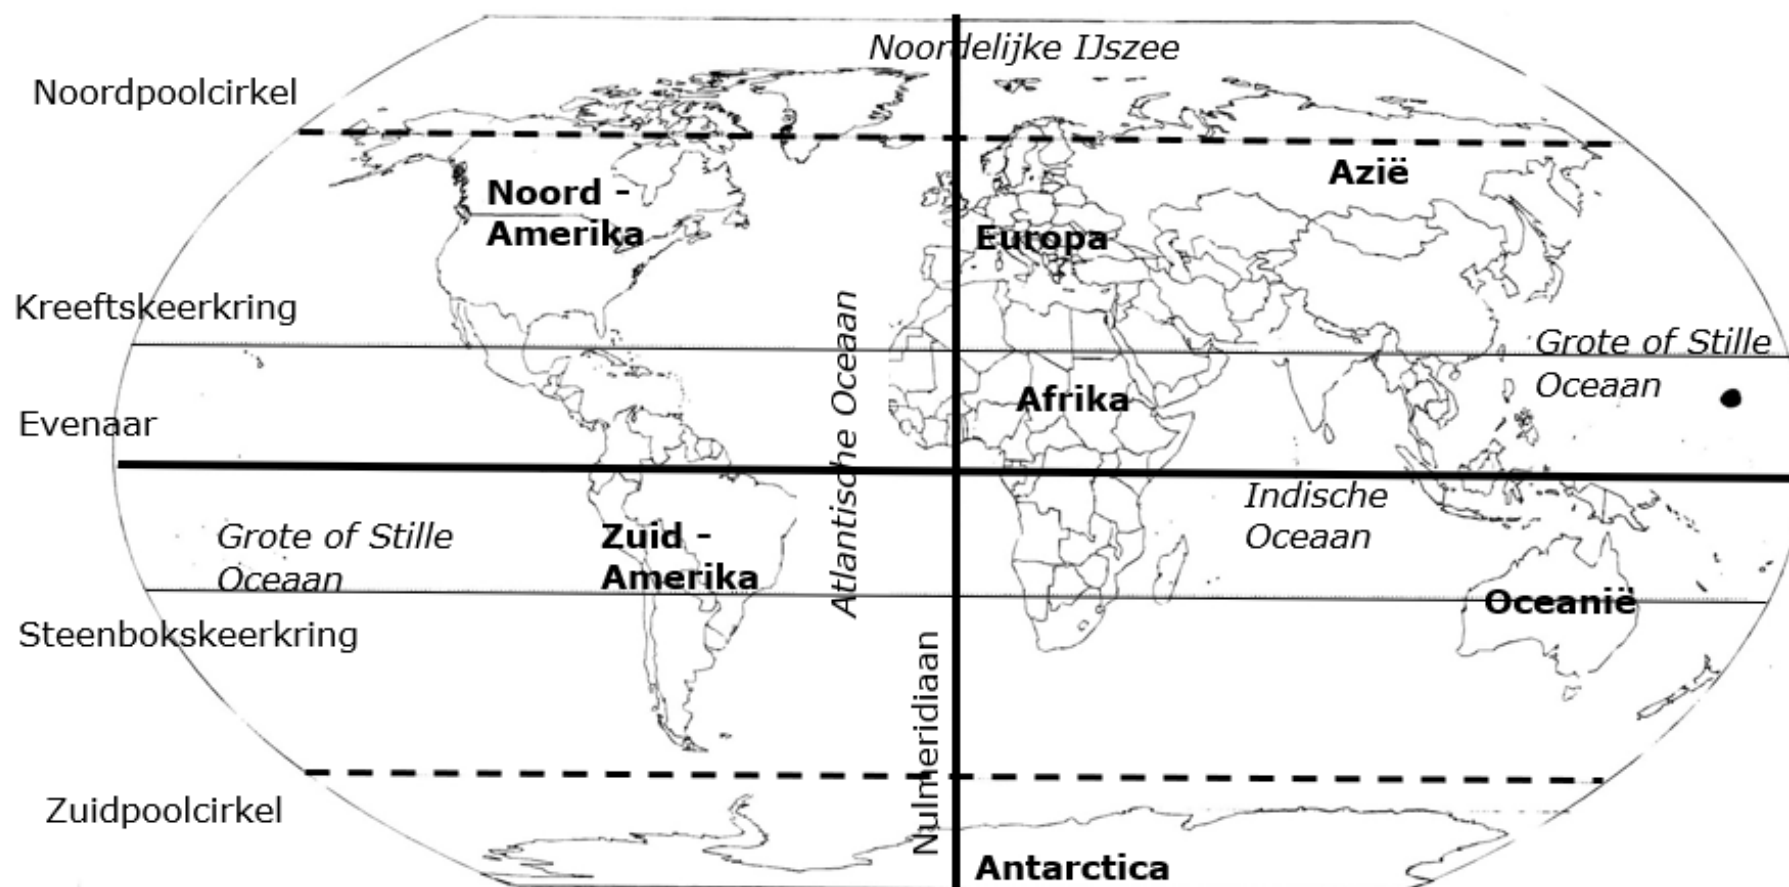 Noordelijke IJszee
Noordpoolcirkel
Azië
Noord -
Amerika
Europa
Kreeftskeerkring
Grote of Stille
Oceaan
Atlantische Oceaan
Afrika
Evenaar
Indische
Oceaan
Grote of Stille
Oceaan
Zuid -
Amerika
Oceanië
Steenbokskeerkring
Nulmeridiaan
Zuidpoolcirkel
Antarctica